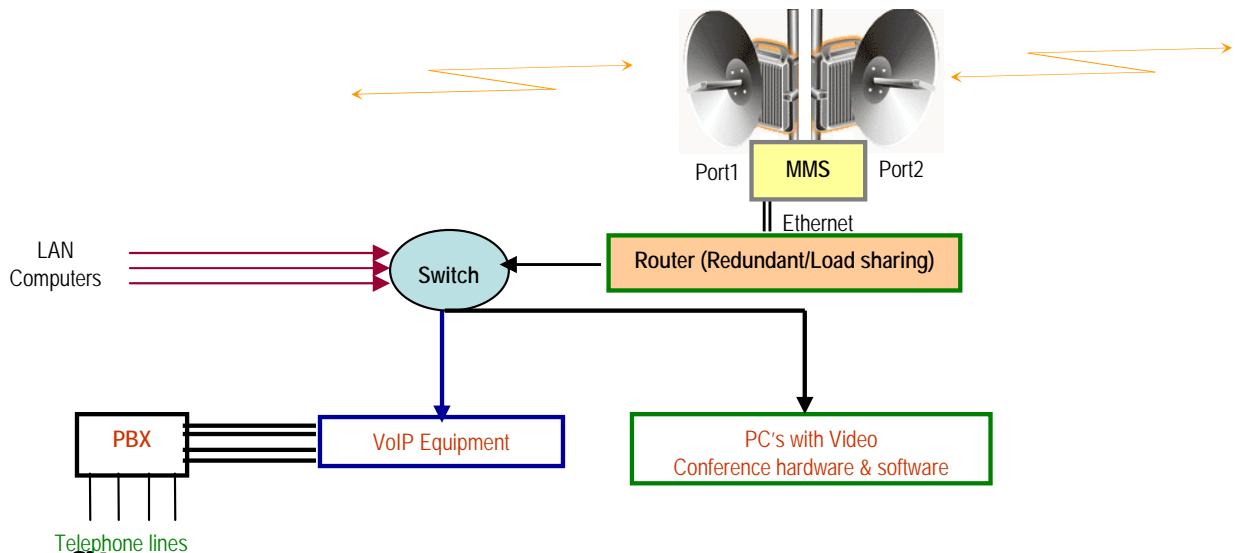 Port1
MMS
Port2
Ethernet
LAN
Computers
Switch
Router (Redundant/Load sharing)
PBX
VoIP Equipment
PC's with Video
Conference hardware & software
Telephone lines